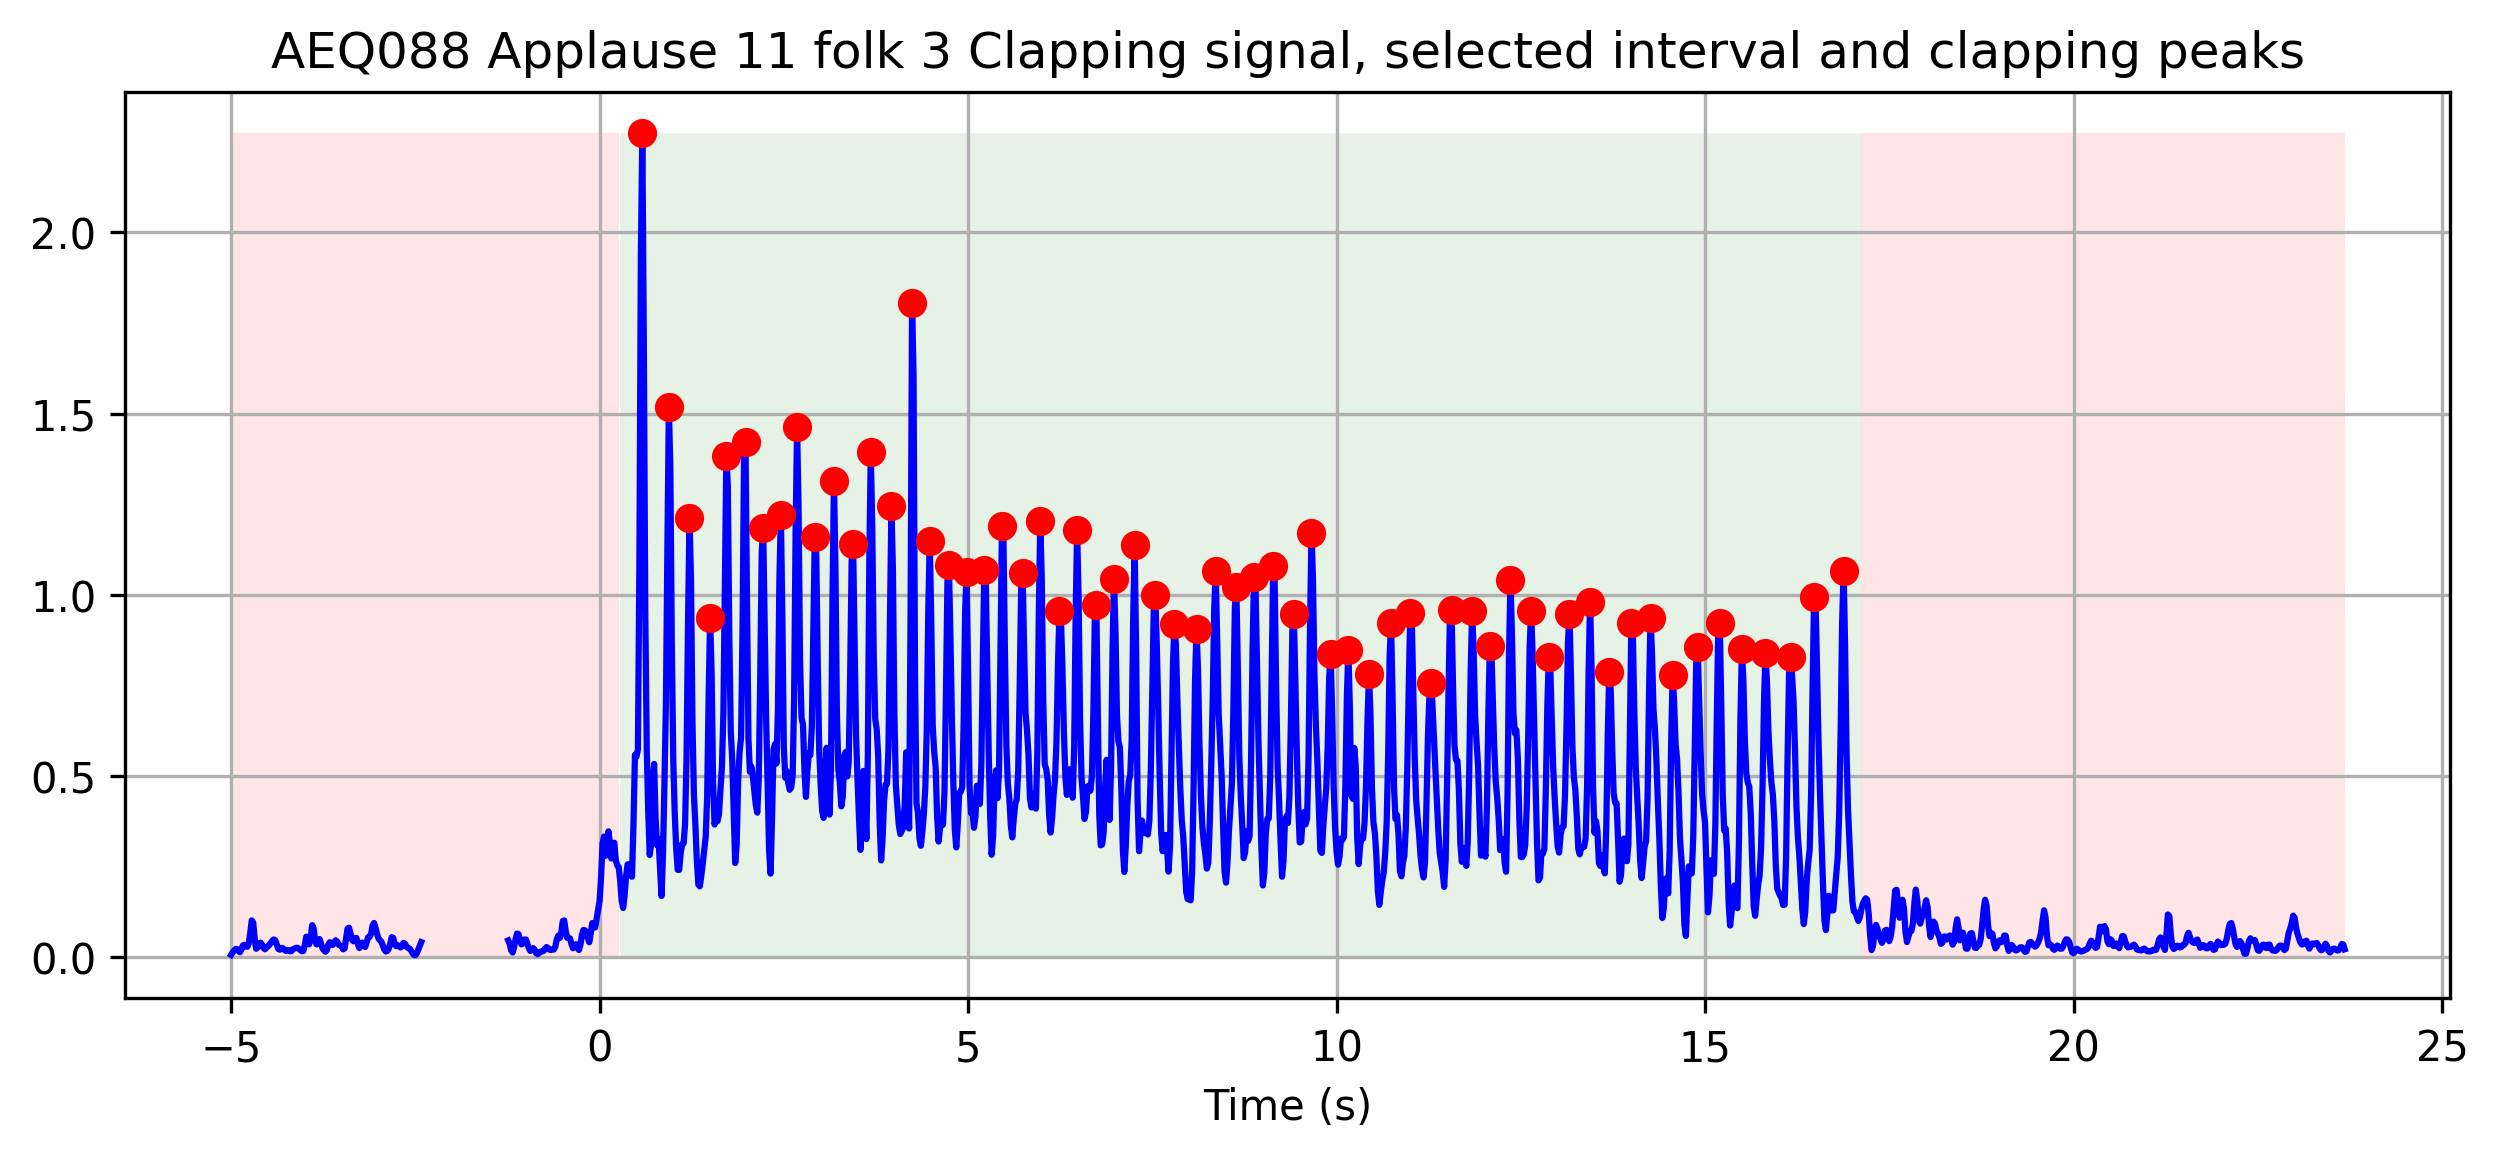 AEQ088 Applause 11 folk 3 Clapping signal, selected interval and clapping peaks
2.0
1.5
1.0
0.5
0.0
−5 0 5 10 15 20 25
Time (s)